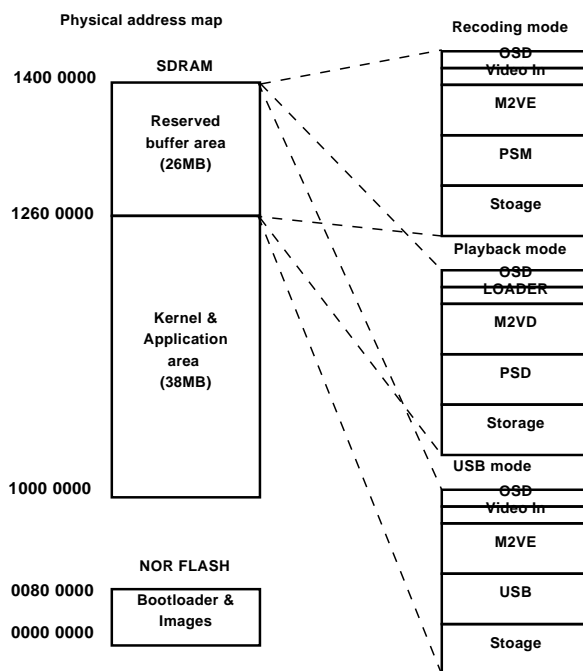 Physical address map
SDRAM
1400 0000
Reserved
buffer area
(26MB)
1260 0000
Kernel &
Application
area
(38MB)
1000 0000
NOR FLASH
0080 0000
Bootloader &
Images
0000 0000
Recoding mode
OSD
Video In
M2VE
PSM
Stoage
Playback mode
OSD
LOADER
M2VD
PSD
Storage
USB mode
OSD
Video In
M2VE
USB
Stoage